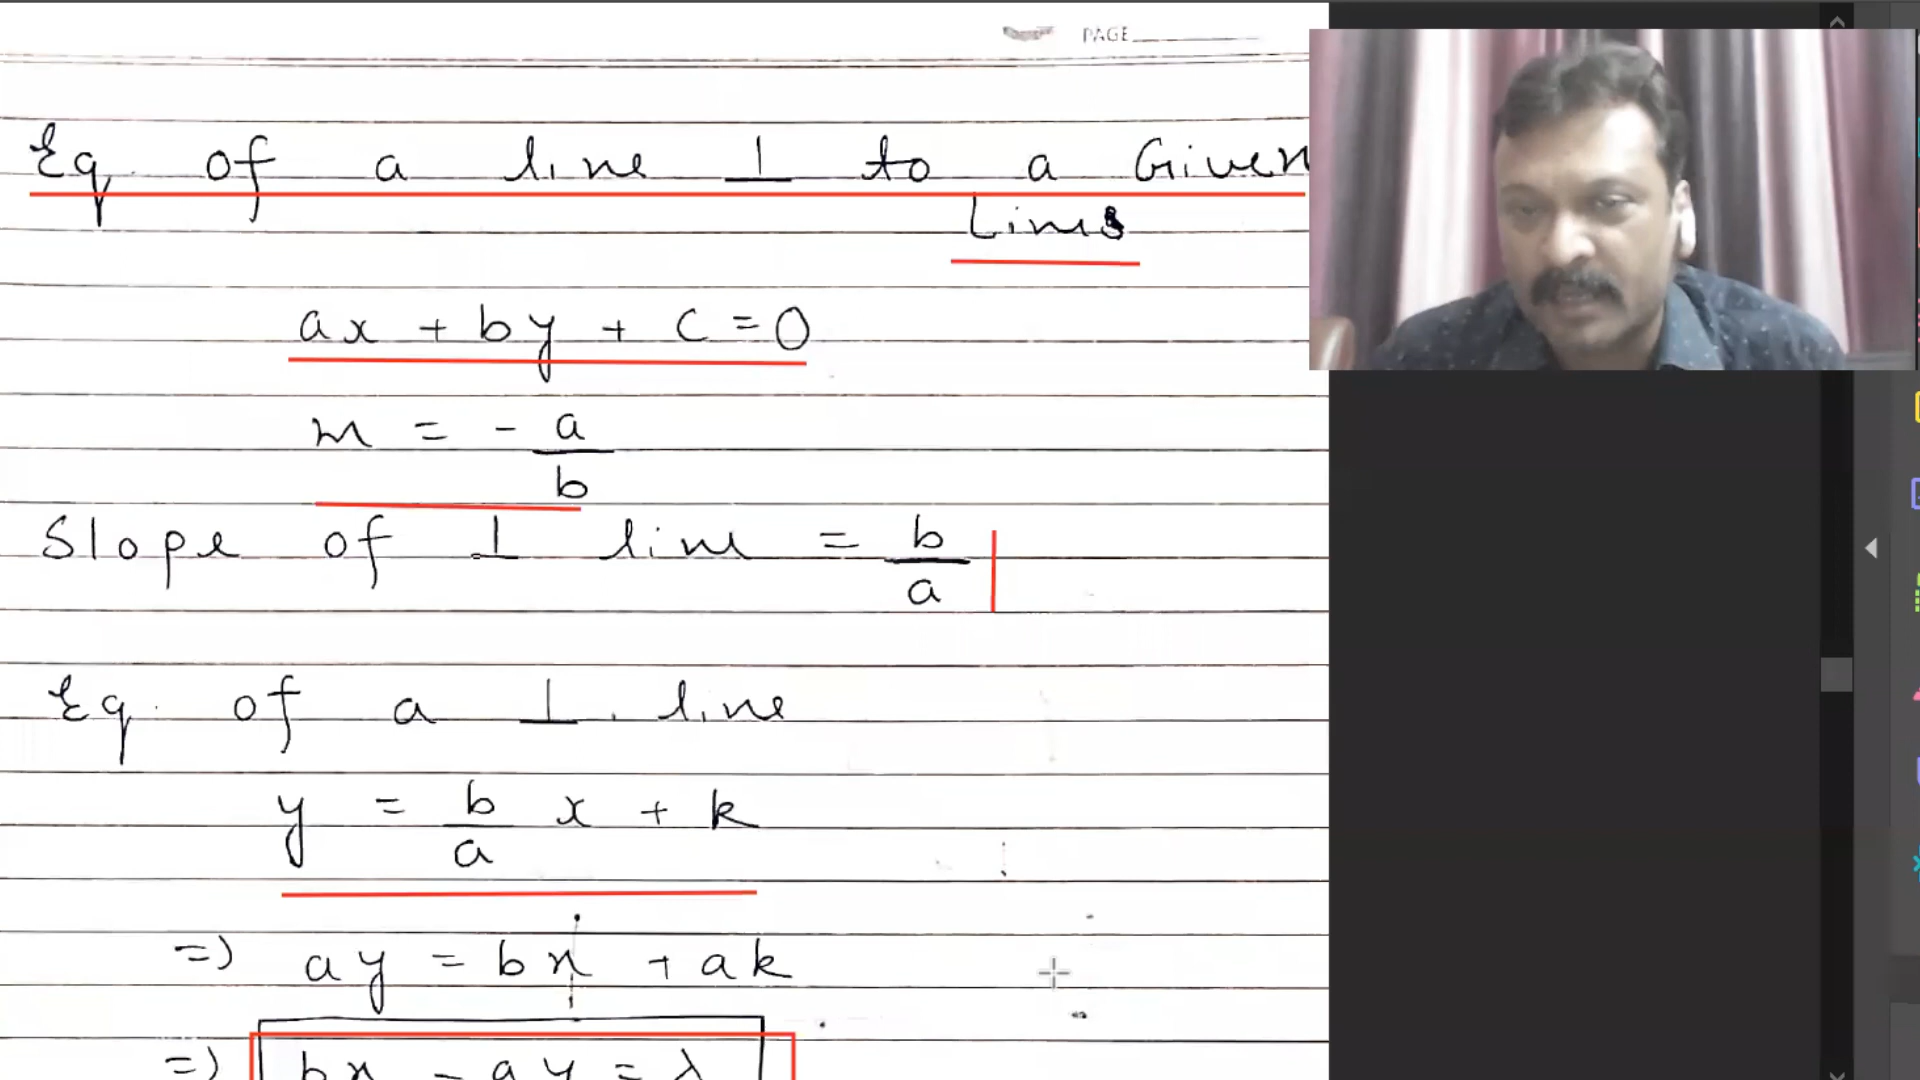 PAGE
Eq of a line ⊥ to a Given
Lines
ax + by + c = 0
m = - a/b
Slope of ⊥ line = b/a
Eq. of a ⊥ line
y = b/a x + k
=> ay = bx + ak
=> bx - ay = λ